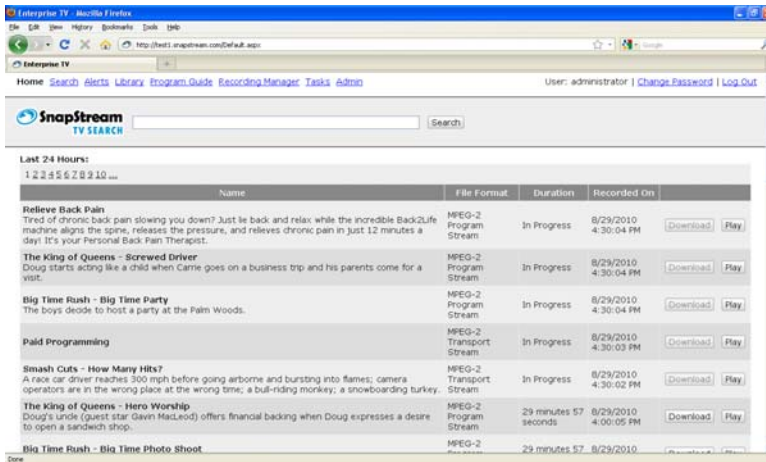 Enterprise TV - Mozilla Firefox
File Edit View History Bookmarks Tools Help
http://test1.snapstream.com/Default.aspx
Google
Enterprise TV
Home Search Alerts Library Program Guide Recording Manager Tasks Admin User: administrator | Change Password | Log Out
SnapStream
TV SEARCH
Search
Last 24 Hours:
1 2 3 4 5 6 7 8 9 10 ...
Name File Format Duration Recorded On
Relieve Back Pain
Tired of chronic back pain slowing you down? Just lie back and relax while the incredible Back2Life
machine aligns the spine, releases the pressure, and relieves chronic pain in just 12 minutes a
day! It's your Personal Back Pain Therapist.
MPEG-2
Program
Stream
In Progress
8/29/2010
4:30:04 PM
Download Play
The King of Queens - Screwed Driver
Doug starts acting like a child when Carrie goes on a business trip and his parents come for a
visit.
MPEG-2
Program
Stream
In Progress
8/29/2010
4:30:04 PM
Download Play
Big Time Rush - Big Time Party
The boys decide to host a party at the Palm Woods.
MPEG-2
Program
Stream
In Progress
8/29/2010
4:30:04 PM
Download Play
Paid Programming
MPEG-2
Transport
Stream
In Progress
8/29/2010
4:30:03 PM
Download Play
Smash Cuts - How Many Hits?
A race car driver reaches 300 mph before going airborne and bursting into flames; camera
operators are in the wrong place at the wrong time; a bull-riding monkey; a snowboarding turkey.
MPEG-2
Transport
Stream
In Progress
8/29/2010
4:30:02 PM
Download Play
The King of Queens - Hero Worship
Doug's uncle (guest star Gavin MacLeod) offers financial backing when Doug expresses a desire
to open a sandwich shop.
MPEG-2
Program
Stream
29 minutes 57
seconds
8/29/2010
4:00:05 PM
Download Play
Big Time Rush - Big Time Photo Shoot
MPEG-2
29 minutes 57
8/29/2010
Done